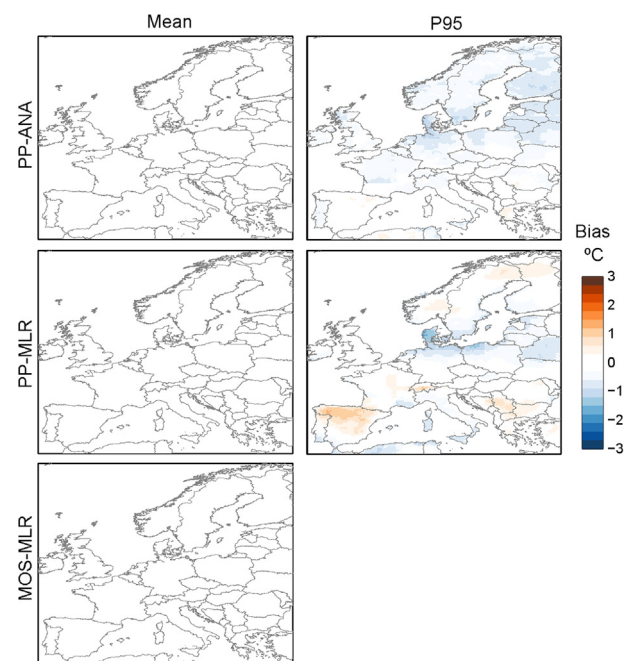 Mean
P95
PP-ANA
Bias
ºC
3
2
1
0
−1
−2
−3
PP-MLR
MOS-MLR